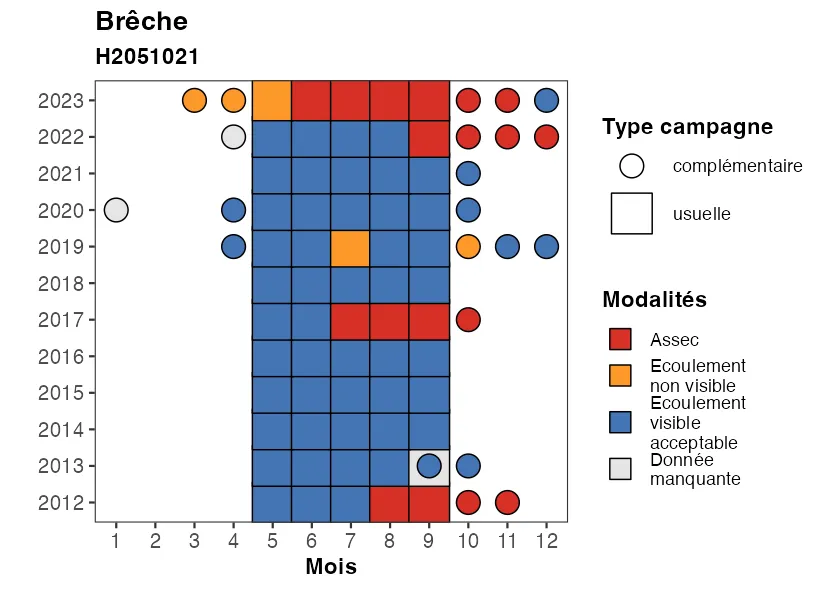 Brêche
H2051021
2023
2022
2021
2020
2019
2018
2017
2016
2015
2014
2013
2012
1 2 3 4 5 6 7 8 9 10 11 12
Mois
Type campagne
complémentaire
usuelle
Modalités
Assec
Ecoulement
non visible
Ecoulement
visible
acceptable
Donnée
manquante